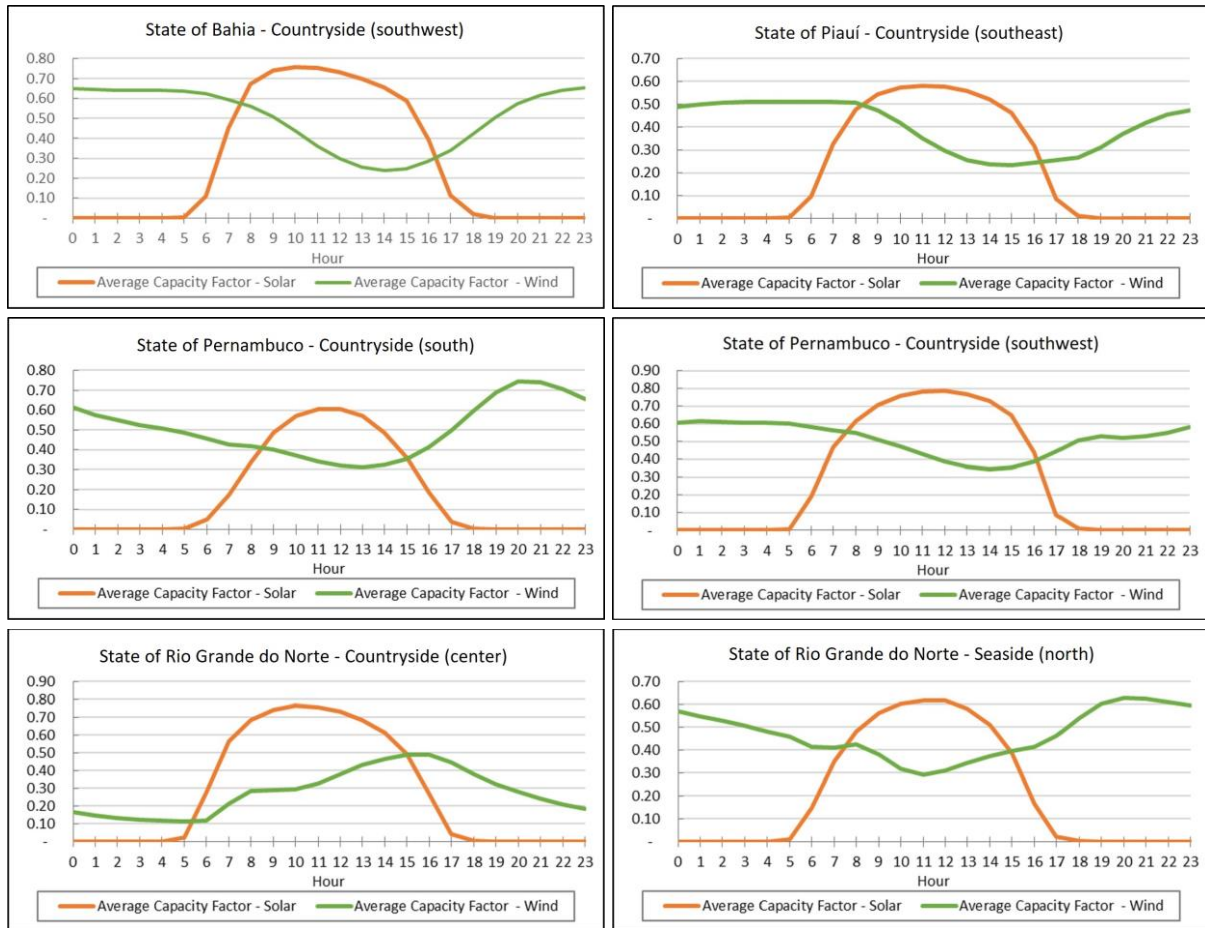 State of Bahia - Countryside (southwest)
0.80
0.70
0.60
0.50
0.40
0.30
0.20
0.10
-
0 1 2 3 4 5 6 7 8 9 10 11 12 13 14 15 16 17 18 19 20 21 22 23
Hour
Average Capacity Factor - Solar Average Capacity Factor - Wind
State of Piauí - Countryside (southeast)
0.70
0.60
0.50
0.40
0.30
0.20
0.10
-
0 1 2 3 4 5 6 7 8 9 10 11 12 13 14 15 16 17 18 19 20 21 22 23
Hour
Average Capacity Factor - Solar Average Capacity Factor - Wind
State of Pernambuco - Countryside (south)
0.80
0.70
0.60
0.50
0.40
0.30
0.20
0.10
-
0 1 2 3 4 5 6 7 8 9 10 11 12 13 14 15 16 17 18 19 20 21 22 23
Hour
Average Capacity Factor - Solar Average Capacity Factor - Wind
State of Pernambuco - Countryside (southwest)
0.90
0.80
0.70
0.60
0.50
0.40
0.30
0.20
0.10
-
0 1 2 3 4 5 6 7 8 9 10 11 12 13 14 15 16 17 18 19 20 21 22 23
Hour
Average Capacity Factor - Solar Average Capacity Factor - Wind
State of Rio Grande do Norte - Countryside (center)
0.90
0.80
0.70
0.60
0.50
0.40
0.30
0.20
0.10
-
0 1 2 3 4 5 6 7 8 9 10 11 12 13 14 15 16 17 18 19 20 21 22 23
Hour
Average Capacity Factor - Solar Average Capacity Factor - Wind
State of Rio Grande do Norte - Seaside (north)
0.70
0.60
0.50
0.40
0.30
0.20
0.10
-
0 1 2 3 4 5 6 7 8 9 10 11 12 13 14 15 16 17 18 19 20 21 22 23
Hour
Average Capacity Factor - Solar Average Capacity Factor - Wind